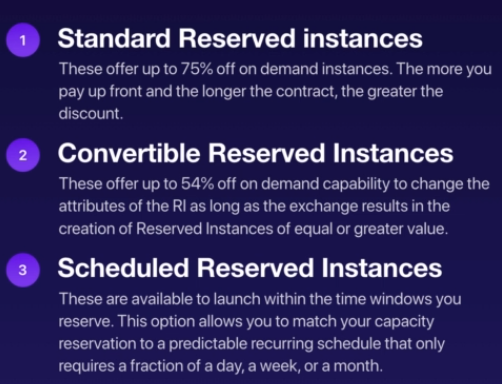 1 Standard Reserved instances
These offer up to 75% off on demand instances. The more you
pay up front and the longer the contract, the greater the
discount.
2 Convertible Reserved Instances
These offer up to 54% off on demand capability to change the
attributes of the RI as long as the exchange results in the
creation of Reserved Instances of equal or greater value.
3 Scheduled Reserved Instances
These are available to launch within the time windows you
reserve. This option allows you to match your capacity
reservation to a predictable recurring schedule that only
requires a fraction of a day, a week, or a month.